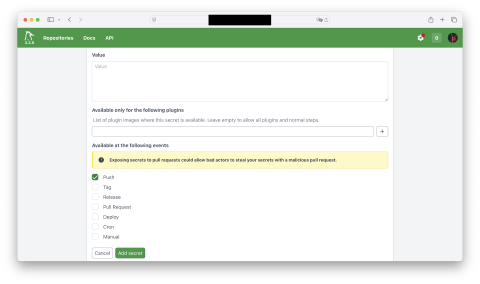 Repositories Docs API
2.3.0
0
Value
Value
Available only for the following plugins
List of plugin images where this secret is available. Leave empty to allow all plugins and normal steps.
+
Available at the following events
Exposing secrets to pull requests could allow bad actors to steal your secrets with a malicious pull request.
Push
Tag
Release
Pull Request
Deploy
Cron
Manual
Cancel Add secret